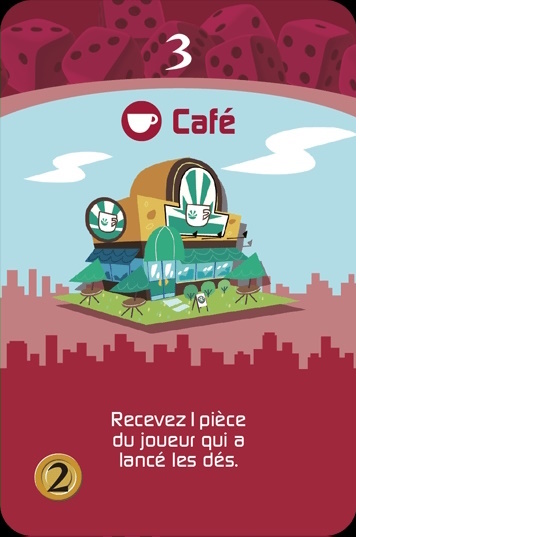 3
Café
Recevez 1 pièce
du joueur qui a
lancé les dés.
2